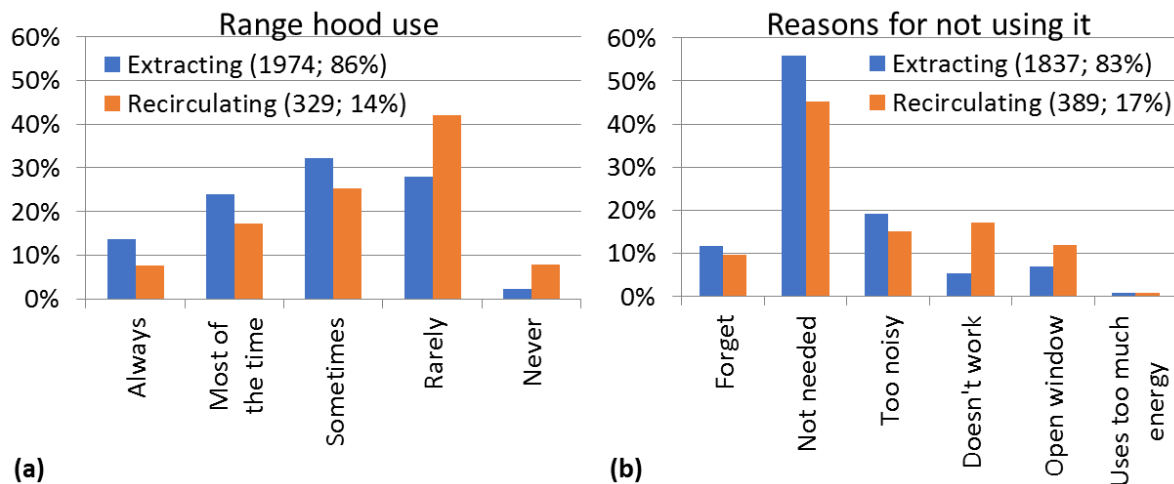 Range hood use
60%
50%
40%
30%
20%
10%
0%
Extracting (1974; 86%)
Recirculating (329; 14%)
Always
Most of
the time
Sometimes
Rarely
Never
(a)
Reasons for not using it
60%
50%
40%
30%
20%
10%
0%
Extracting (1837; 83%)
Recirculating (389; 17%)
Forget
Not needed
Too noisy
Doesn't work
Open window
Uses too much
energy
(b)